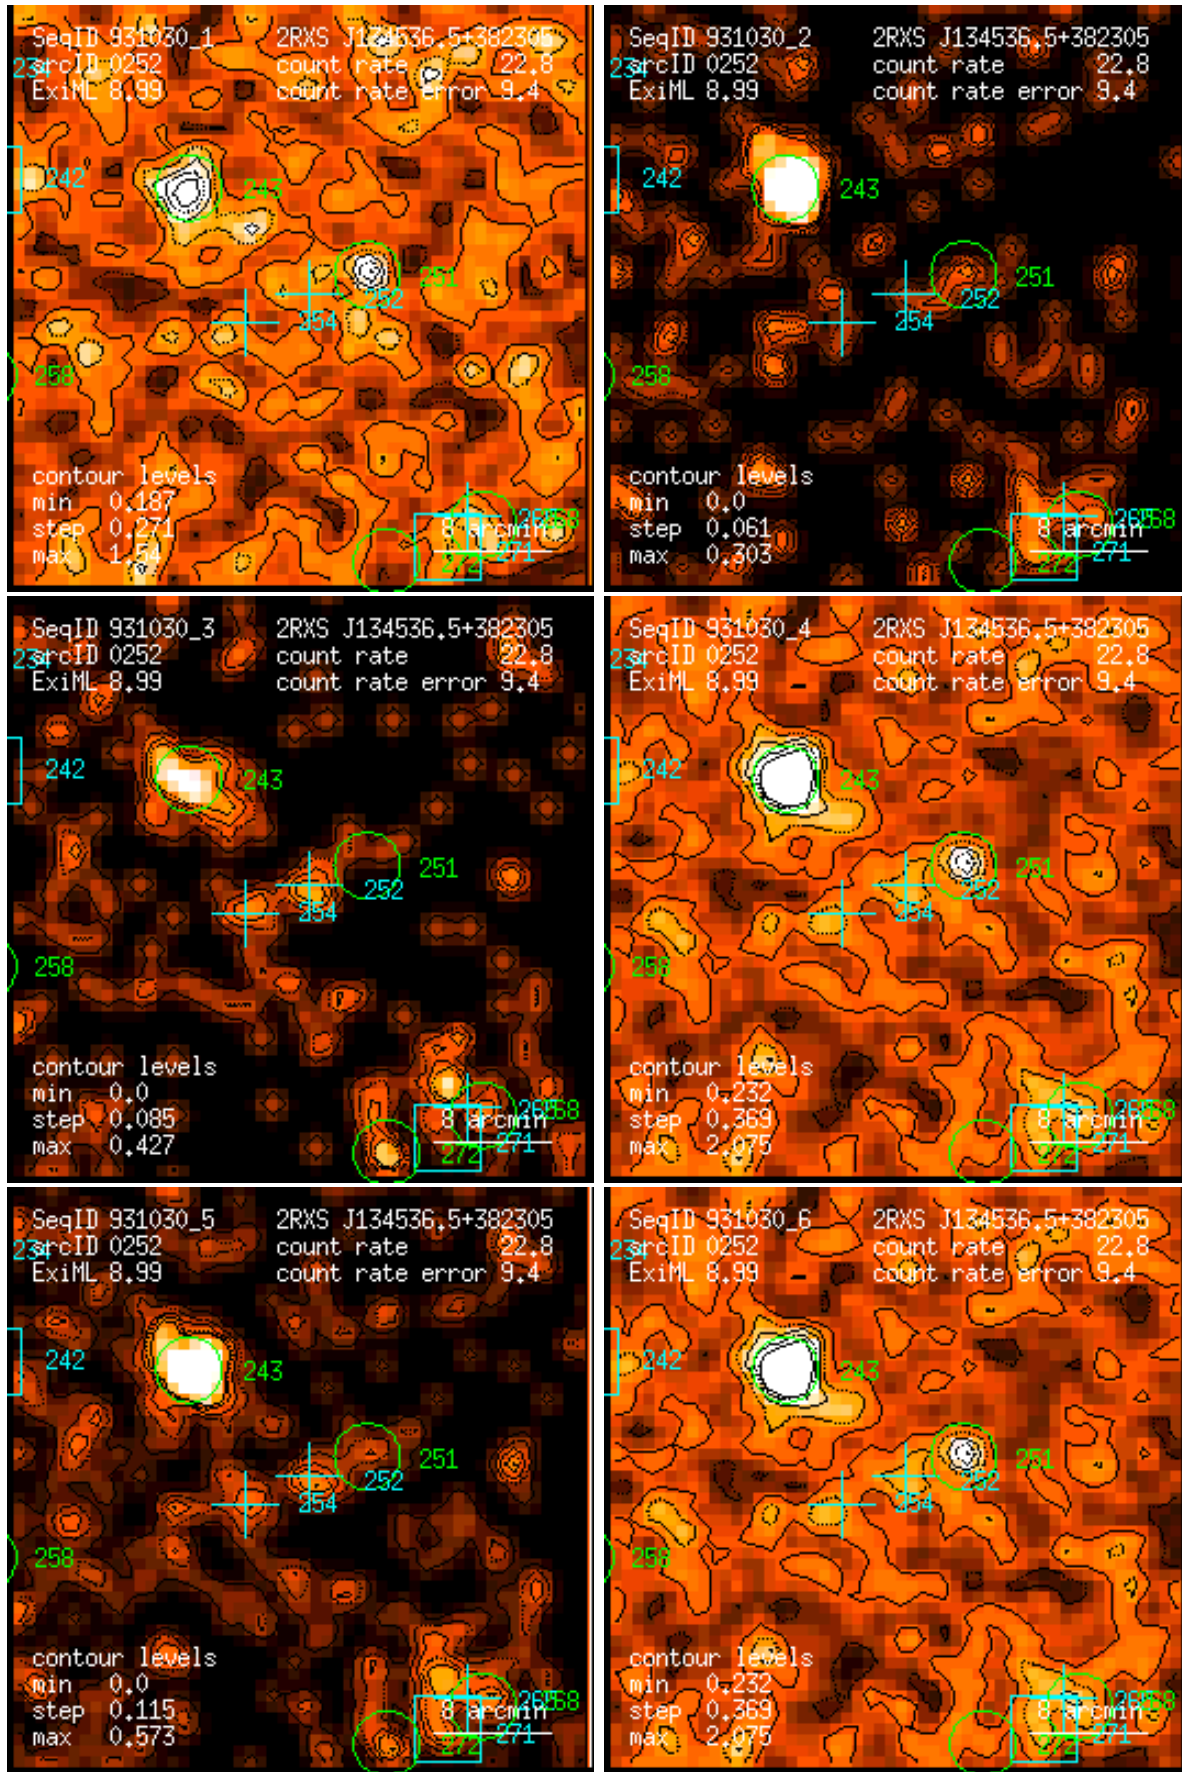 SeqID 931030_1 2RXS J134536.5+382305
234 srcID 0252 count rate 22.8
ExiML 8.99 count rate error 9.4
242
243
251
252
254
258
contour levels
min 0.187
step 0.271
max 1.54
268
8 arcmin
272 271
SeqID 931030_2 2RXS J134536.5+382305
234 srcID 0252 count rate 22.8
ExiML 8.99 count rate error 9.4
242
243
251
252
254
258
contour levels
min 0.0
step 0.061
max 0.303
268
8 arcmin
272 271
SeqID 931030_3 2RXS J134536.5+382305
234 srcID 0252 count rate 22.8
ExiML 8.99 count rate error 9.4
242
243
251
252
254
258
contour levels
min 0.0
step 0.085
max 0.427
268
8 arcmin
272 271
SeqID 931030_4 2RXS J134536.5+382305
234 srcID 0252 count rate 22.8
ExiML 8.99 count rate error 9.4
242
243
251
252
254
258
contour levels
min 0.232
step 0.369
max 2.075
268
8 arcmin
272 271
SeqID 931030_5 2RXS J134536.5+382305
234 srcID 0252 count rate 22.8
ExiML 8.99 count rate error 9.4
242
243
251
252
254
258
contour levels
min 0.0
step 0.115
max 0.573
268
8 arcmin
272 271
SeqID 931030_6 2RXS J134536.5+382305
234 srcID 0252 count rate 22.8
ExiML 8.99 count rate error 9.4
242
243
251
252
254
258
contour levels
min 0.232
step 0.369
max 2.075
268
8 arcmin
272 271